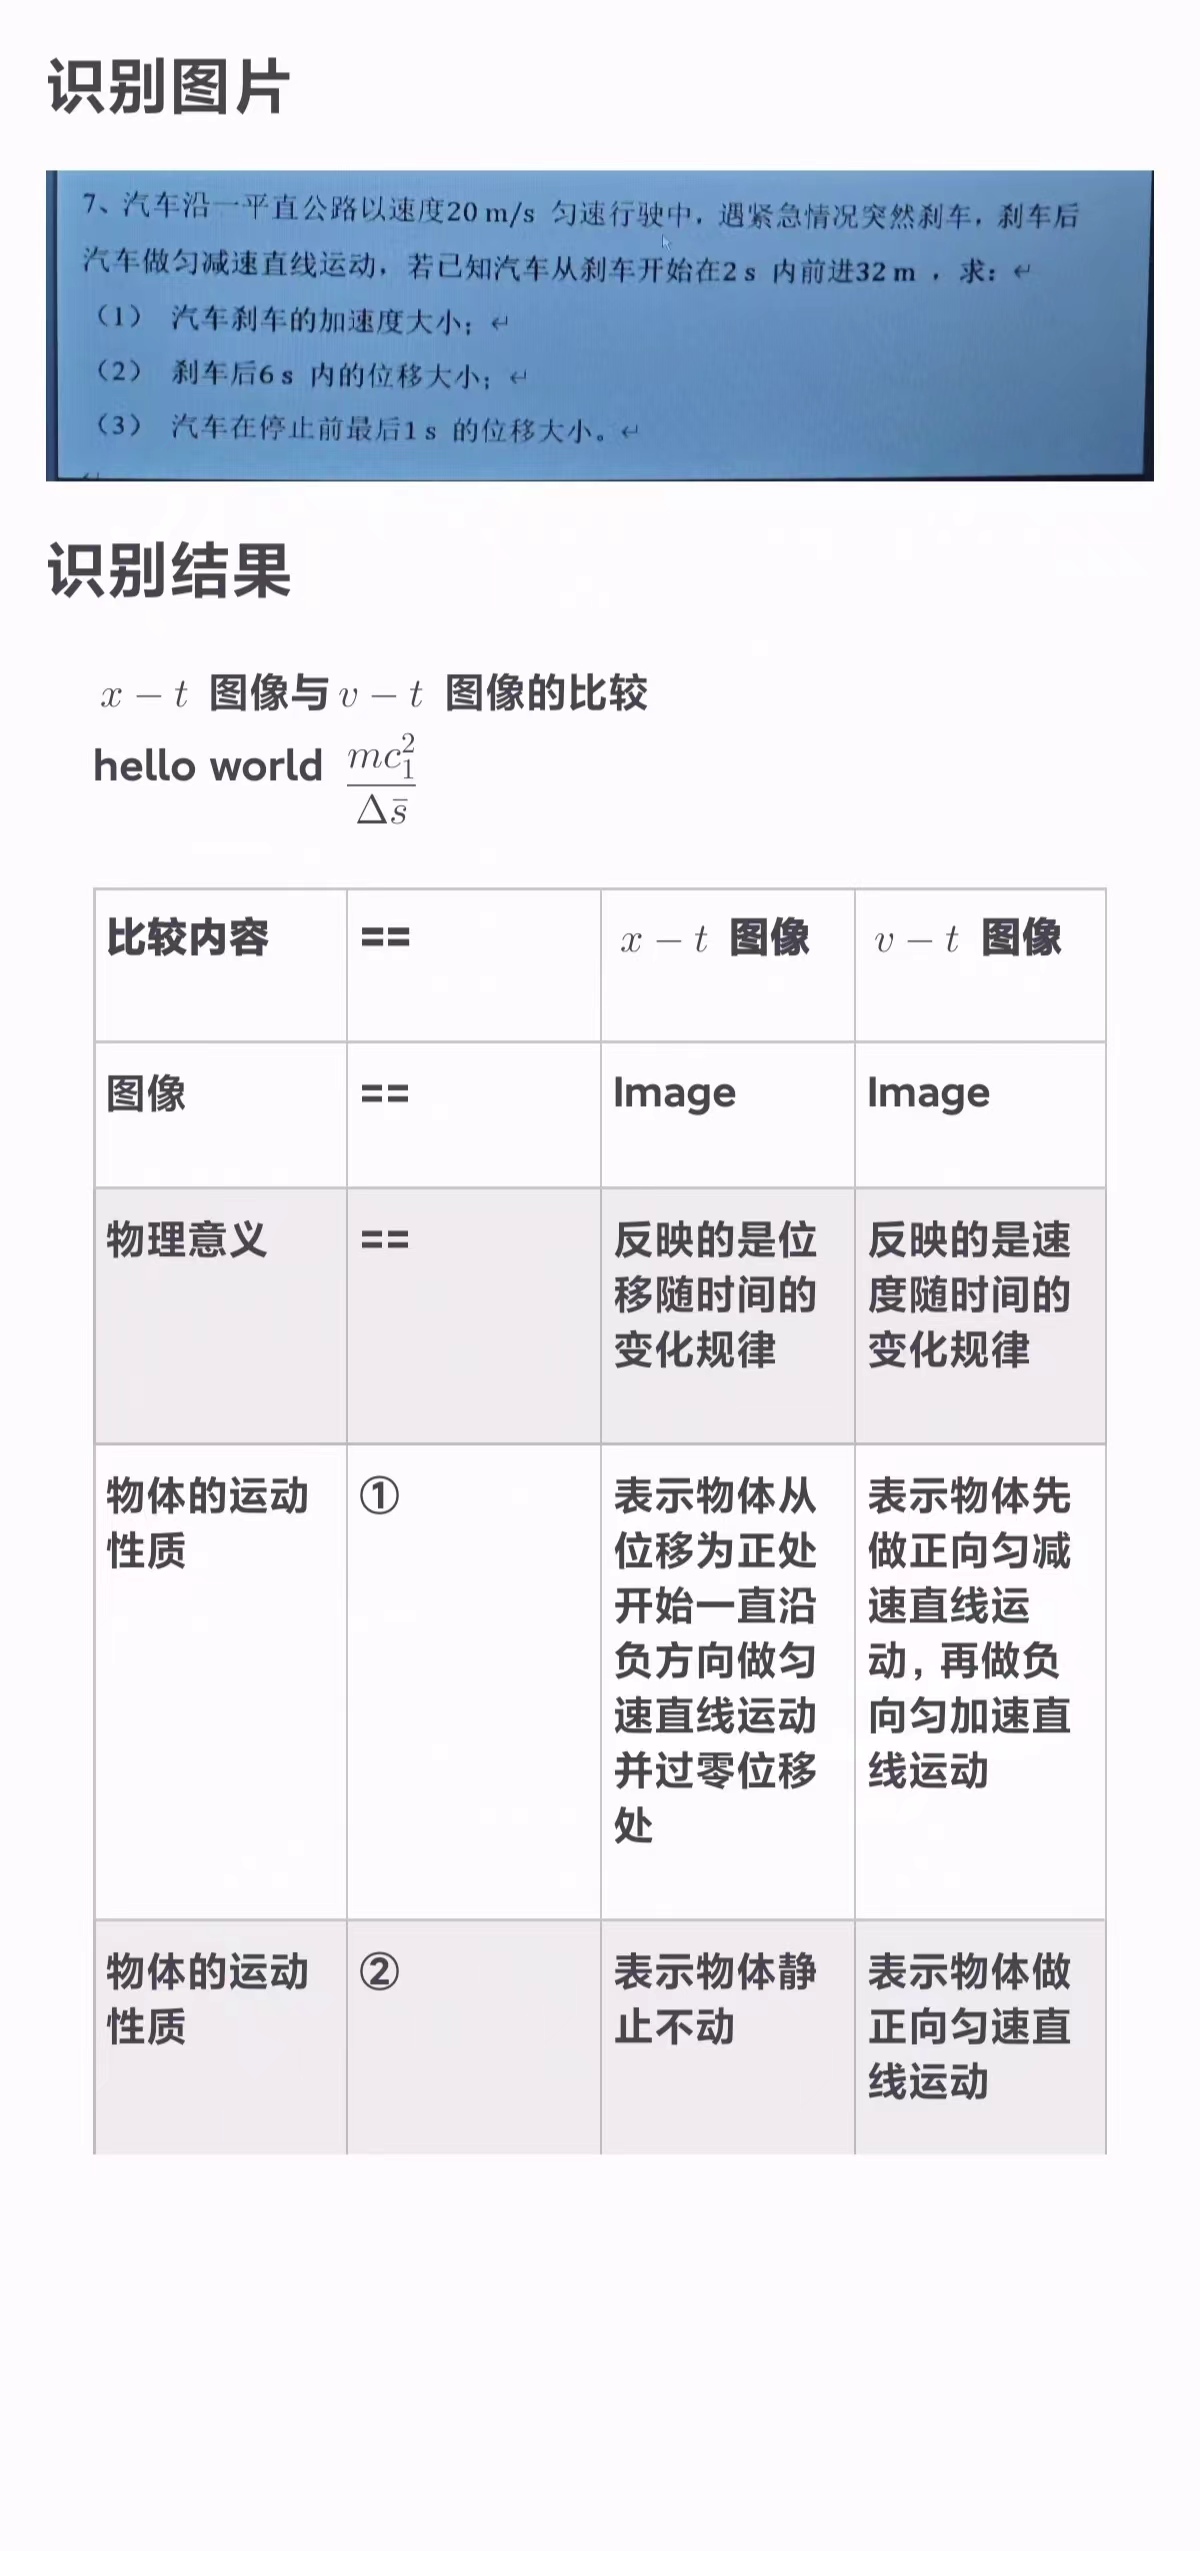 识别图片
7、汽车沿一平直公路以速度20 m/s 匀速行驶中，遇紧急情况突然刹车，刹车后
汽车做匀减速直线运动，若已知汽车从刹车开始在2 s 内前进32 m ，求：↵
（1） 汽车刹车的加速度大小；↵
（2） 刹车后6 s 内的位移大小；↵
（3） 汽车在停止前最后1 s 的位移大小。↵
识别结果
x − t 图像与 v − t 图像的比较
hello world \frac{mc_1^2}{\Delta \bar{s}}
比较内容 == x − t 图像 v − t 图像
图像 == Image Image
物理意义 == 反映的是位 反映的是速
移随时间的 度随时间的
变化规律 变化规律
物体的运动 ① 表示物体从 表示物体先
性质 位移为正处 做正向匀减
开始一直沿 速直线运
负方向做匀 动，再做负
速直线运动 向匀加速直
并过零位移 线运动
处
物体的运动 ② 表示物体静 表示物体做
性质 止不动 正向匀速直
线运动